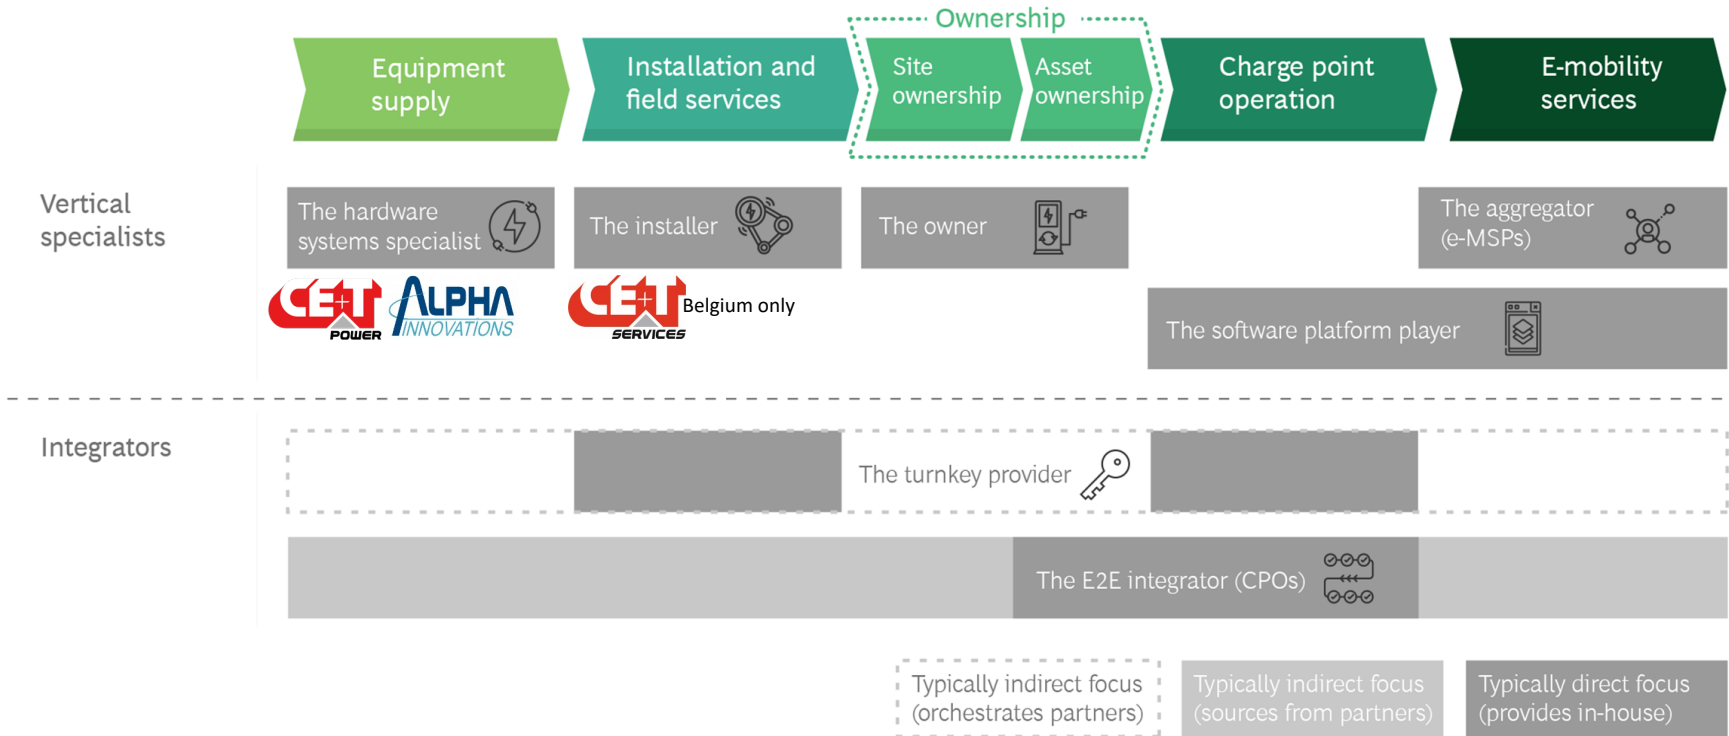 Ownership
Equipment
supply
Installation and
field services
Site
ownership
Asset
ownership
Charge point
operation
E-mobility
services
Vertical
specialists
The hardware
systems specialist
The installer
The owner
The aggregator
(e-MSPs)
CE+T
POWER
ALPHA
INNOVATIONS
CE+T
SERVICES
Belgium only
The software platform player
Integrators
The turnkey provider
The E2E integrator (CPOs)
Typically indirect focus
(orchestrates partners)
Typically indirect focus
(sources from partners)
Typically direct focus
(provides in-house)